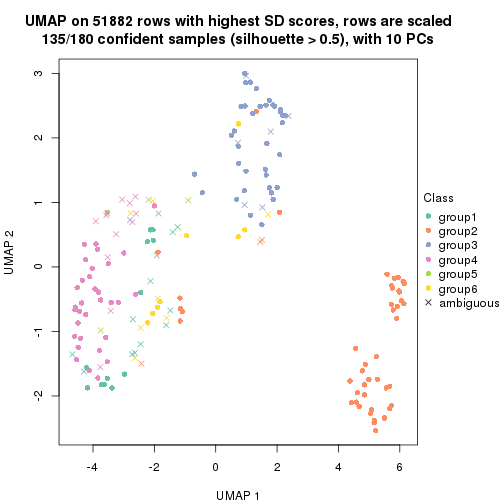 UMAP on 51882 rows with highest SD scores, rows are scaled
135/180 confident samples (silhouette > 0.5), with 10 PCs
3
2
1
0
-1
-2
UMAP 2
-4
-2
0
2
4
6
UMAP 1
Class
group1
group2
group3
group4
group5
group6
ambiguous